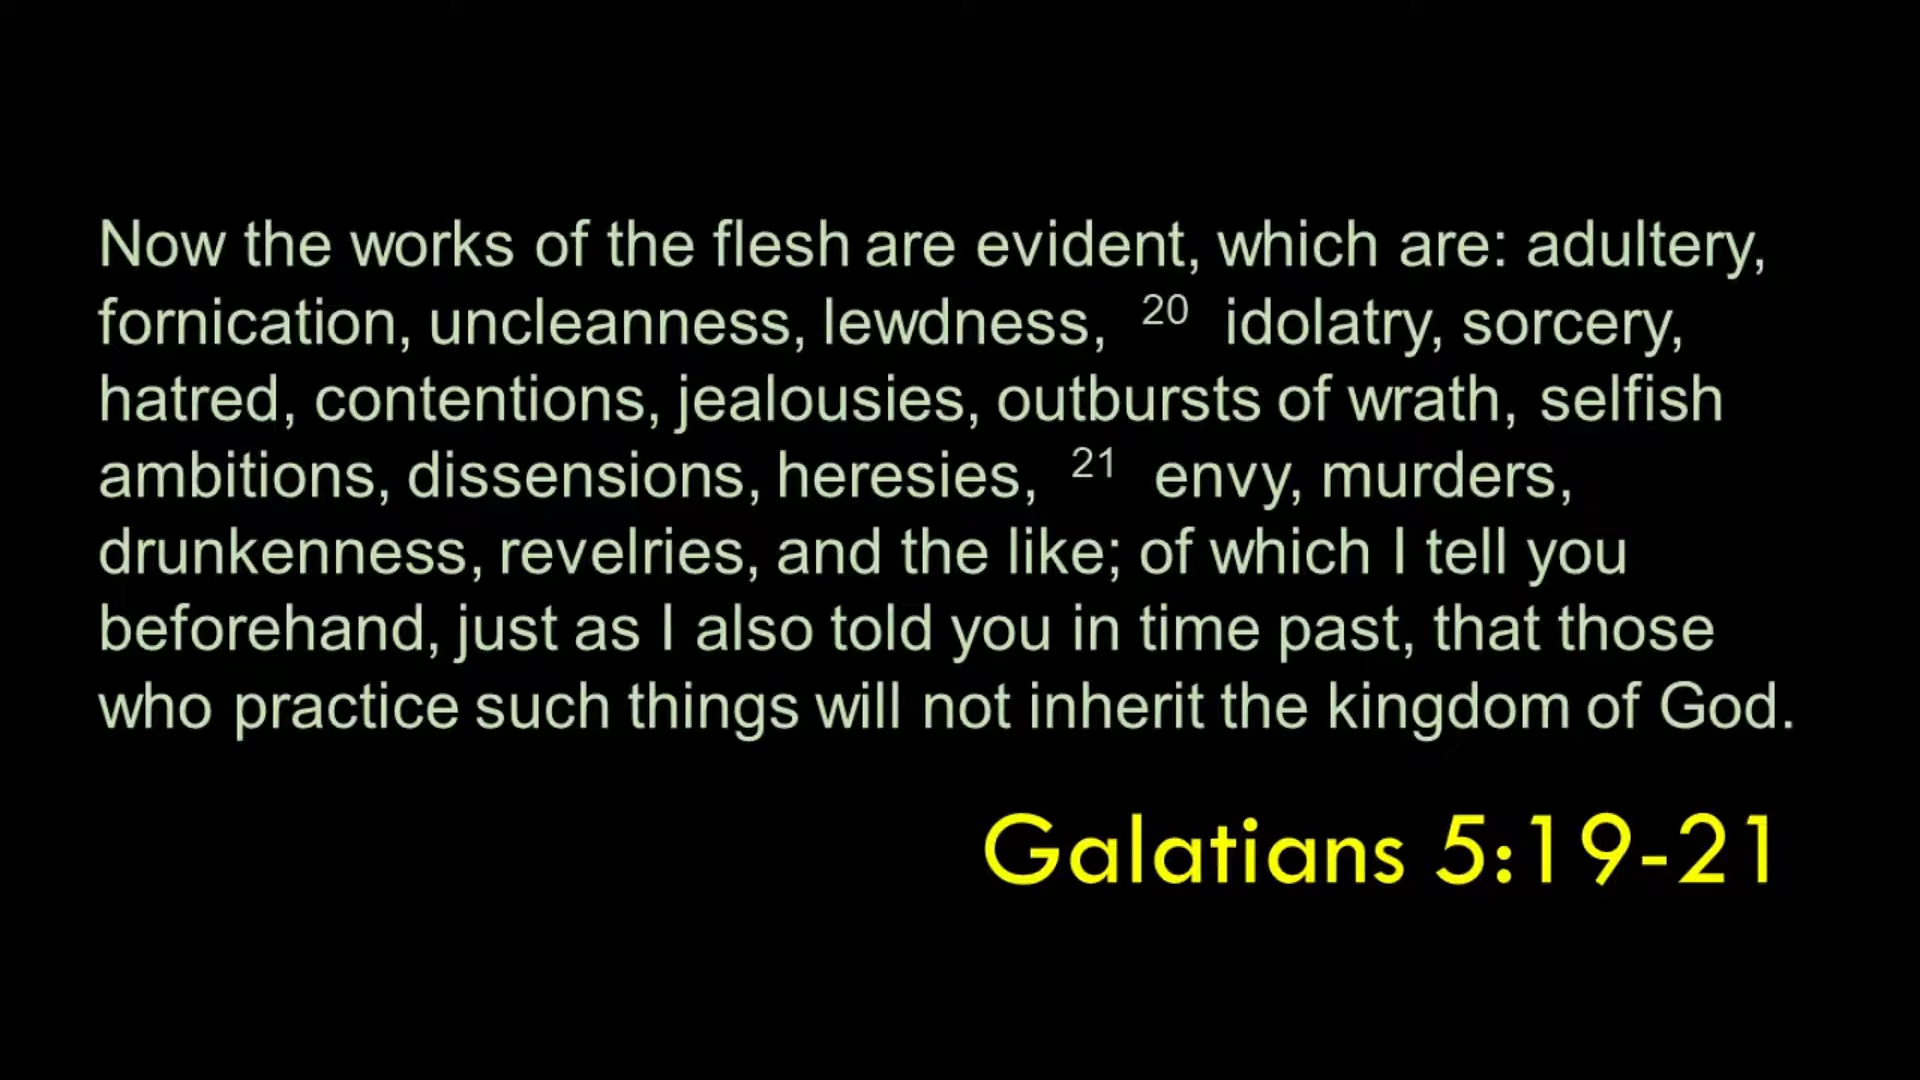 Now the works of the flesh are evident, which are: adultery,
fornication, uncleanness, lewdness, 20 idolatry, sorcery,
hatred, contentions, jealousies, outbursts of wrath, selfish
ambitions, dissensions, heresies, 21 envy, murders,
drunkenness, revelries, and the like; of which I tell you
beforehand, just as I also told you in time past, that those
who practice such things will not inherit the kingdom of God.
Galatians 5:19-21